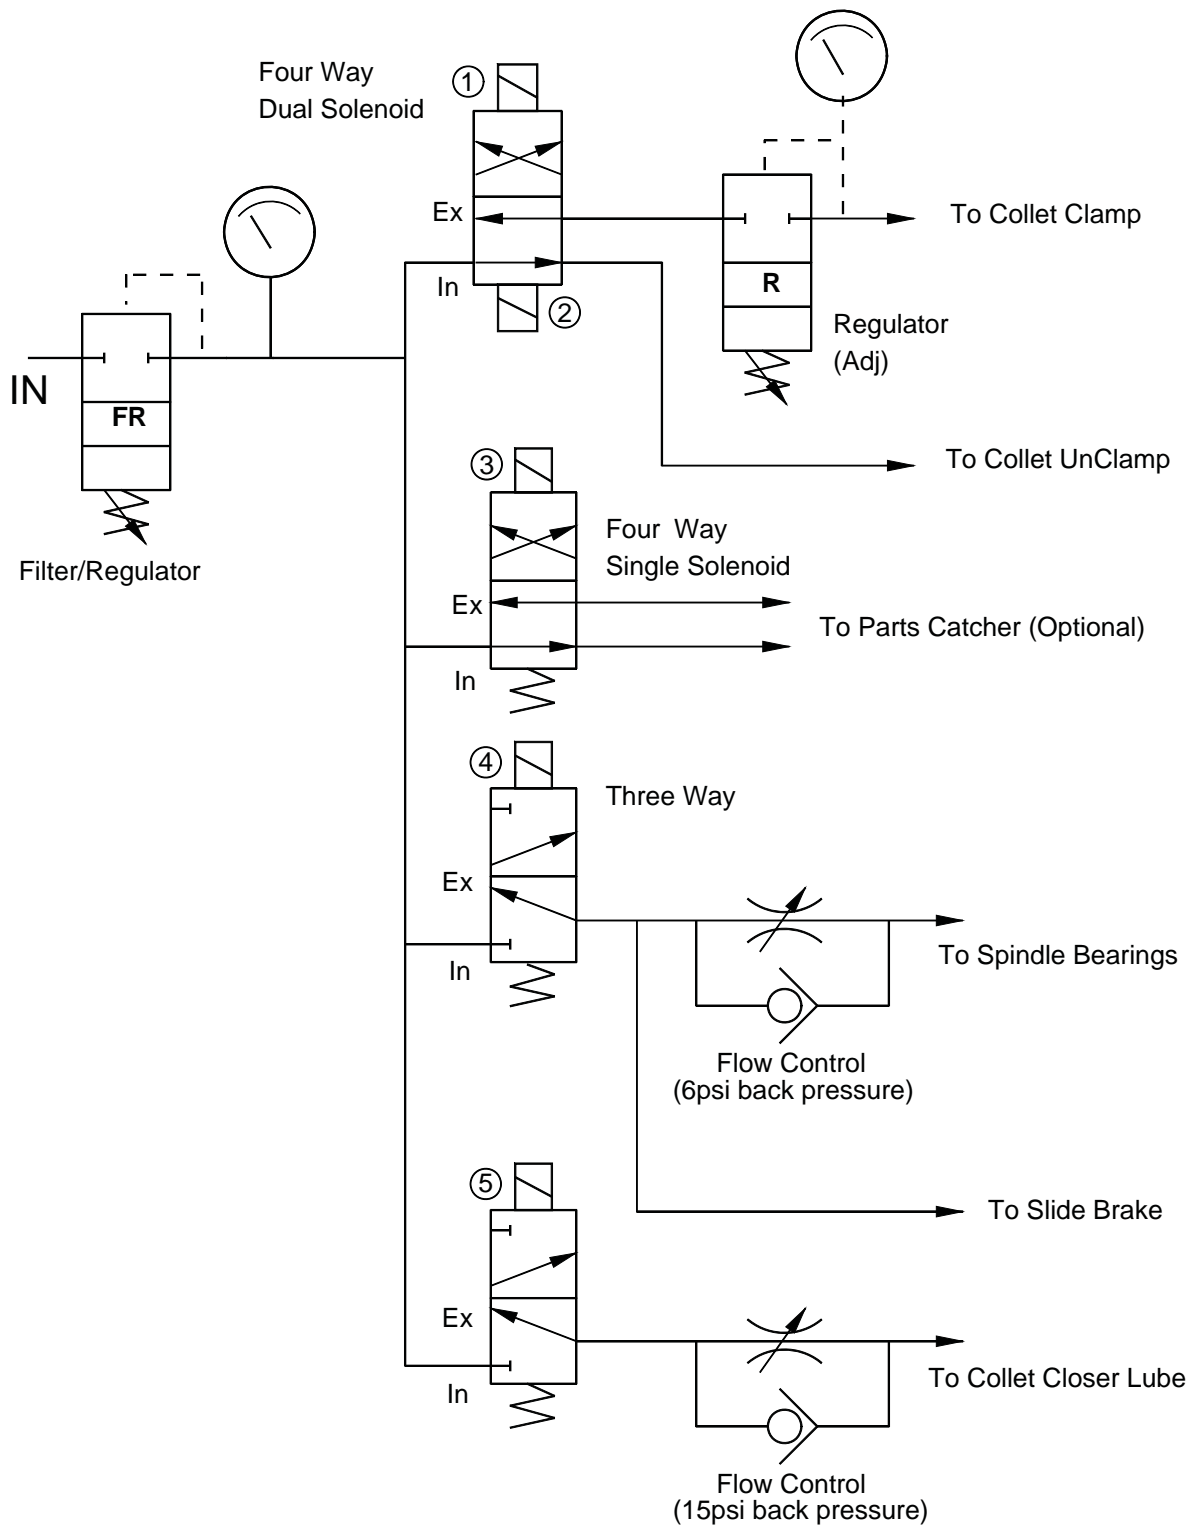 Four Way
Dual Solenoid
1
Ex
In
2
To Collet Clamp
R
Regulator
(Adj)
IN
FR
Filter/Regulator
To Collet UnClamp
3
Four Way
Single Solenoid
Ex
To Parts Catcher (Optional)
In
4
Three Way
Ex
In
To Spindle Bearings
Flow Control
(6psi back pressure)
5
To Slide Brake
Ex
In
To Collet Closer Lube
Flow Control
(15psi back pressure)